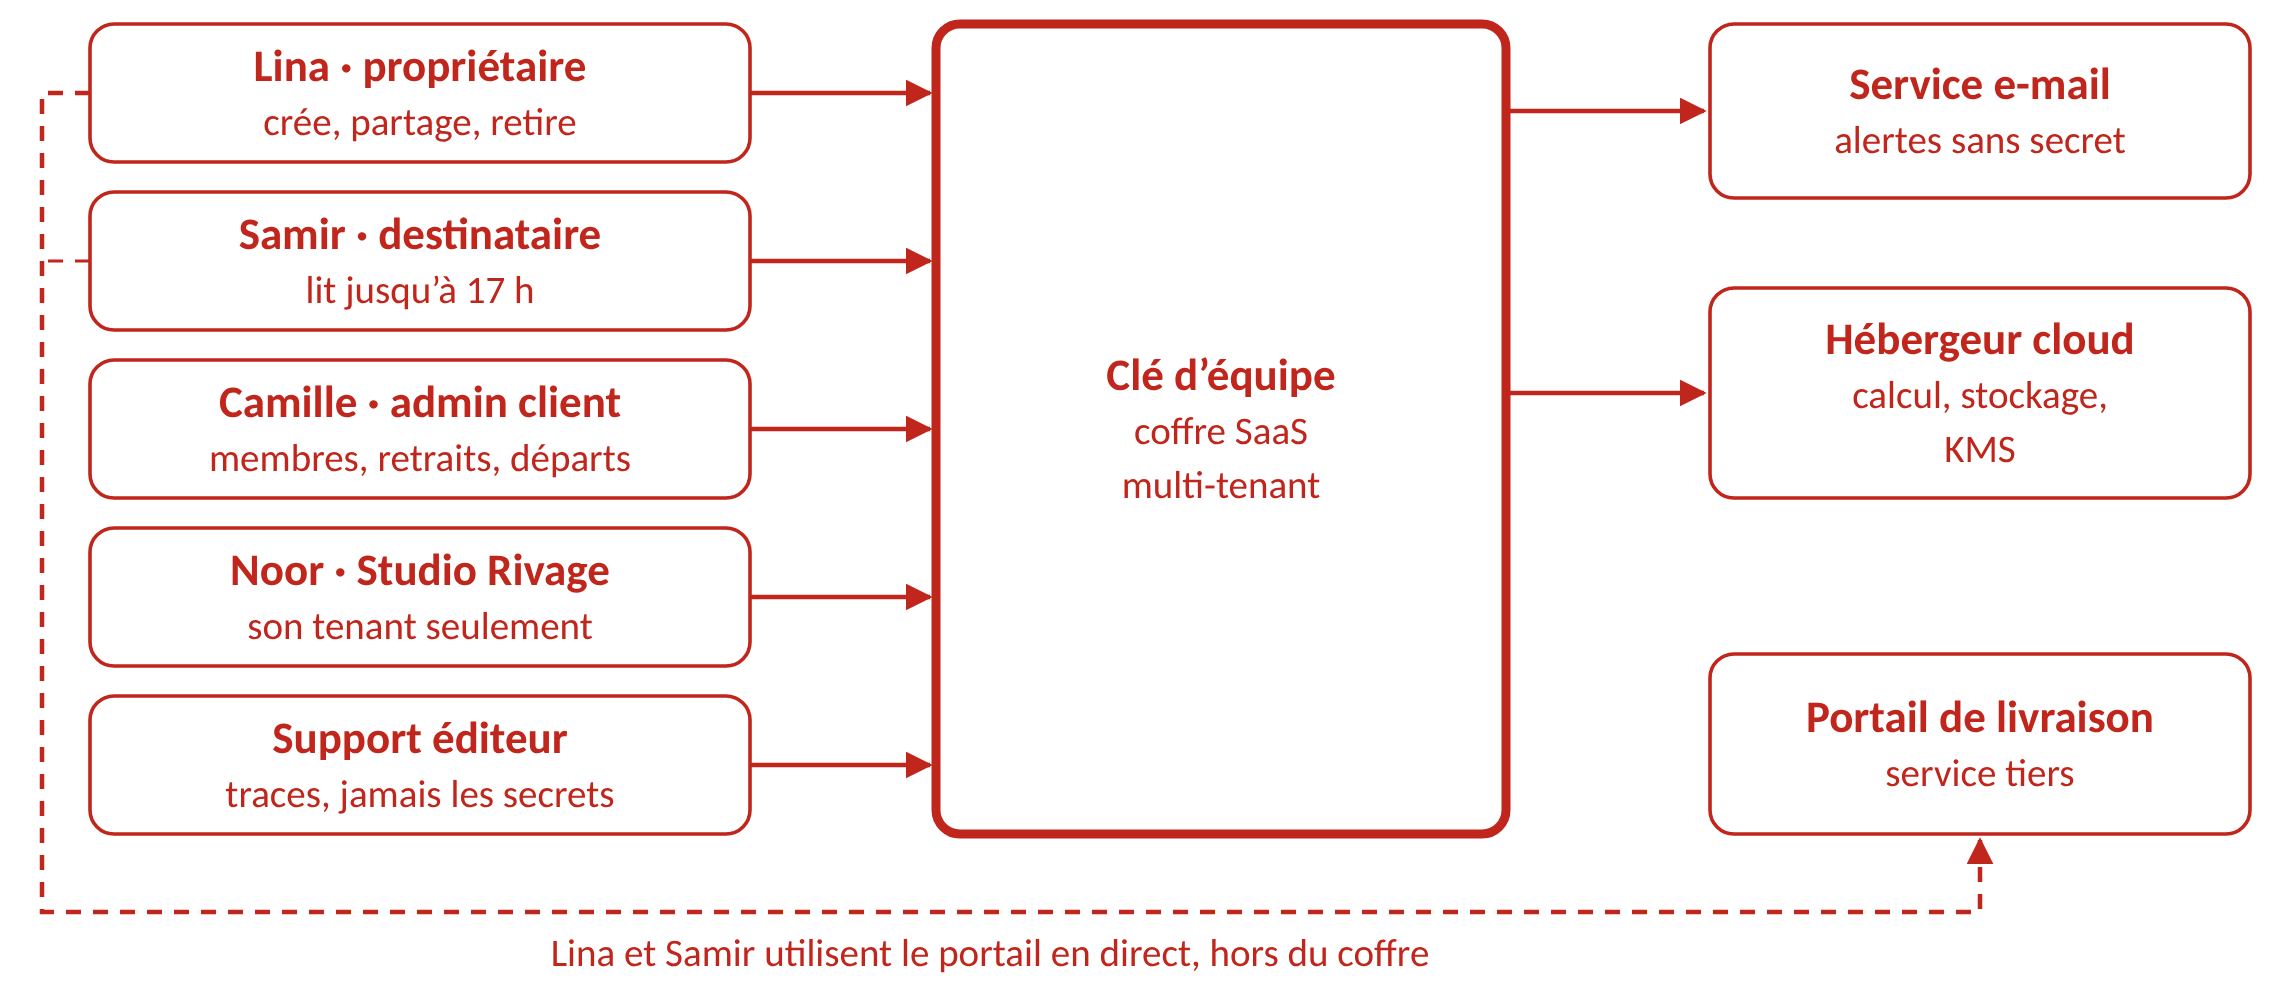 Lina · propriétaire
crée, partage, retire
Samir · destinataire
lit jusqu’à 17 h
Camille · admin client
membres, retraits, départs
Noor · Studio Rivage
son tenant seulement
Support éditeur
traces, jamais les secrets
Clé d’équipe
coffre SaaS
multi-tenant
Service e-mail
alertes sans secret
Hébergeur cloud
calcul, stockage,
KMS
Portail de livraison
service tiers
Lina et Samir utilisent le portail en direct, hors du coffre